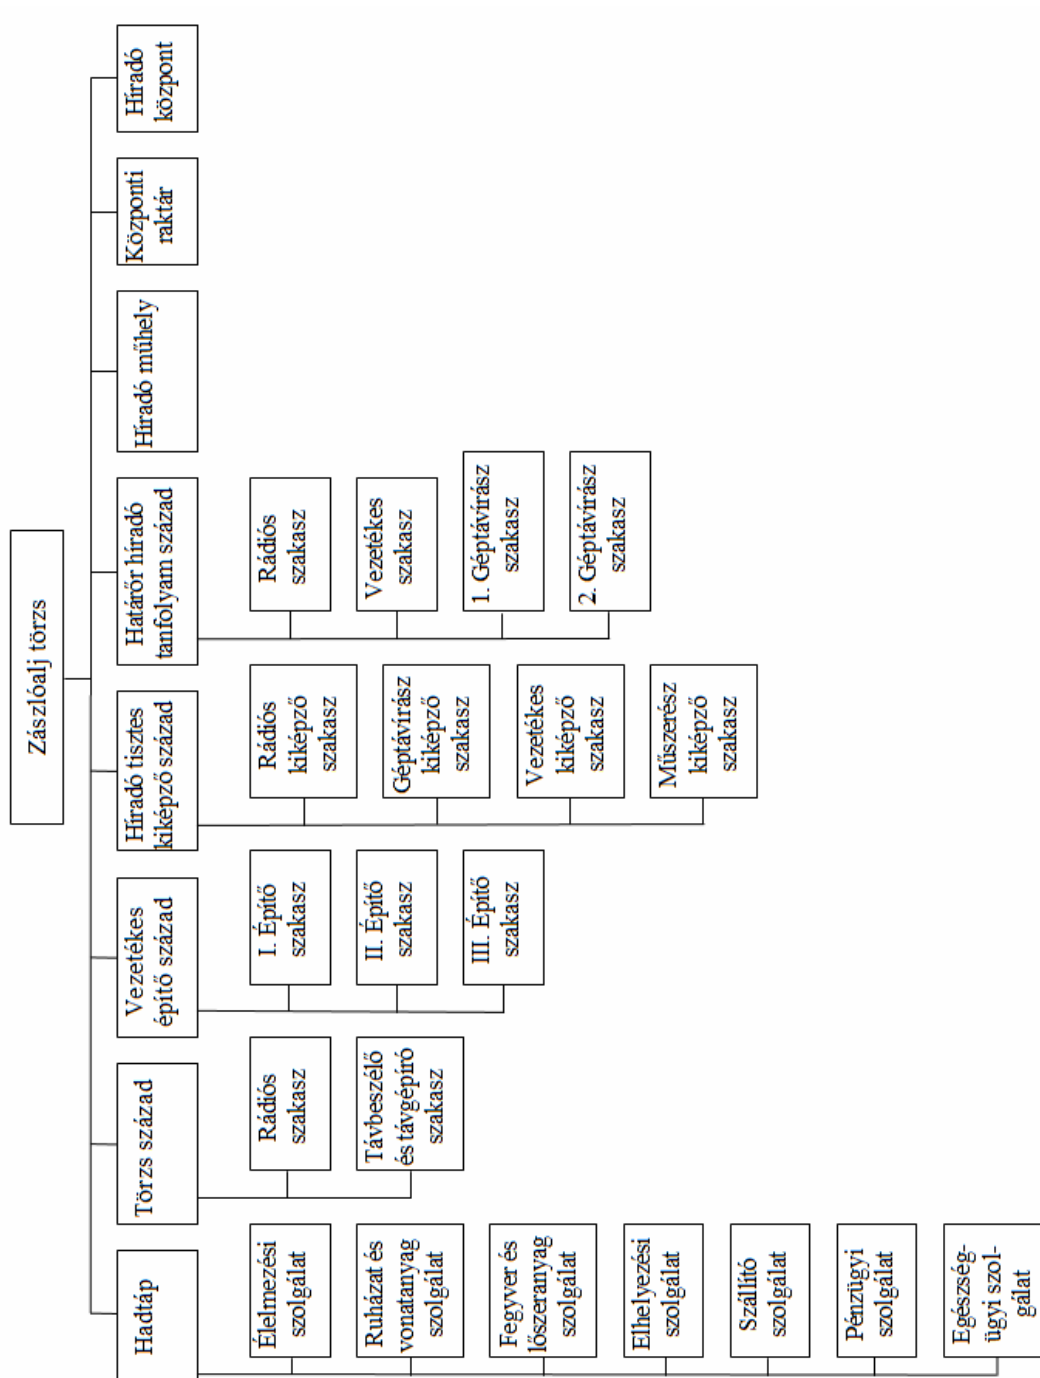 Zászlóalj törzs
Hadtáp
Törzs század
Vezetékes
építő század
Híradó tisztes
kiképző század
Határőr híradó
tanfolyam század
Híradó műhely
Központi
raktár
Híradó
központ
Élelmezési
szolgálat
Ruházat és
vonatanyag
szolgálat
Fegyver és
lőszeranyag
szolgálat
Elhelyezési
szolgálat
Szállító
szolgálat
Pénzügyi
szolgálat
Egészség-
ügyi szol-
gálat
Rádiós
szakasz
Távbeszélő
és távgépíró
szakasz
I. Építő
szakasz
II. Építő
szakasz
III. Építő
szakasz
Rádiós
kiképző
szakasz
Géptávírász
kiképző
szakasz
Vezetékes
kiképző
szakasz
Műszerész
kiképző
szakasz
Rádiós
szakasz
Vezetékes
szakasz
1. Géptávírász
szakasz
2. Géptávírász
szakasz